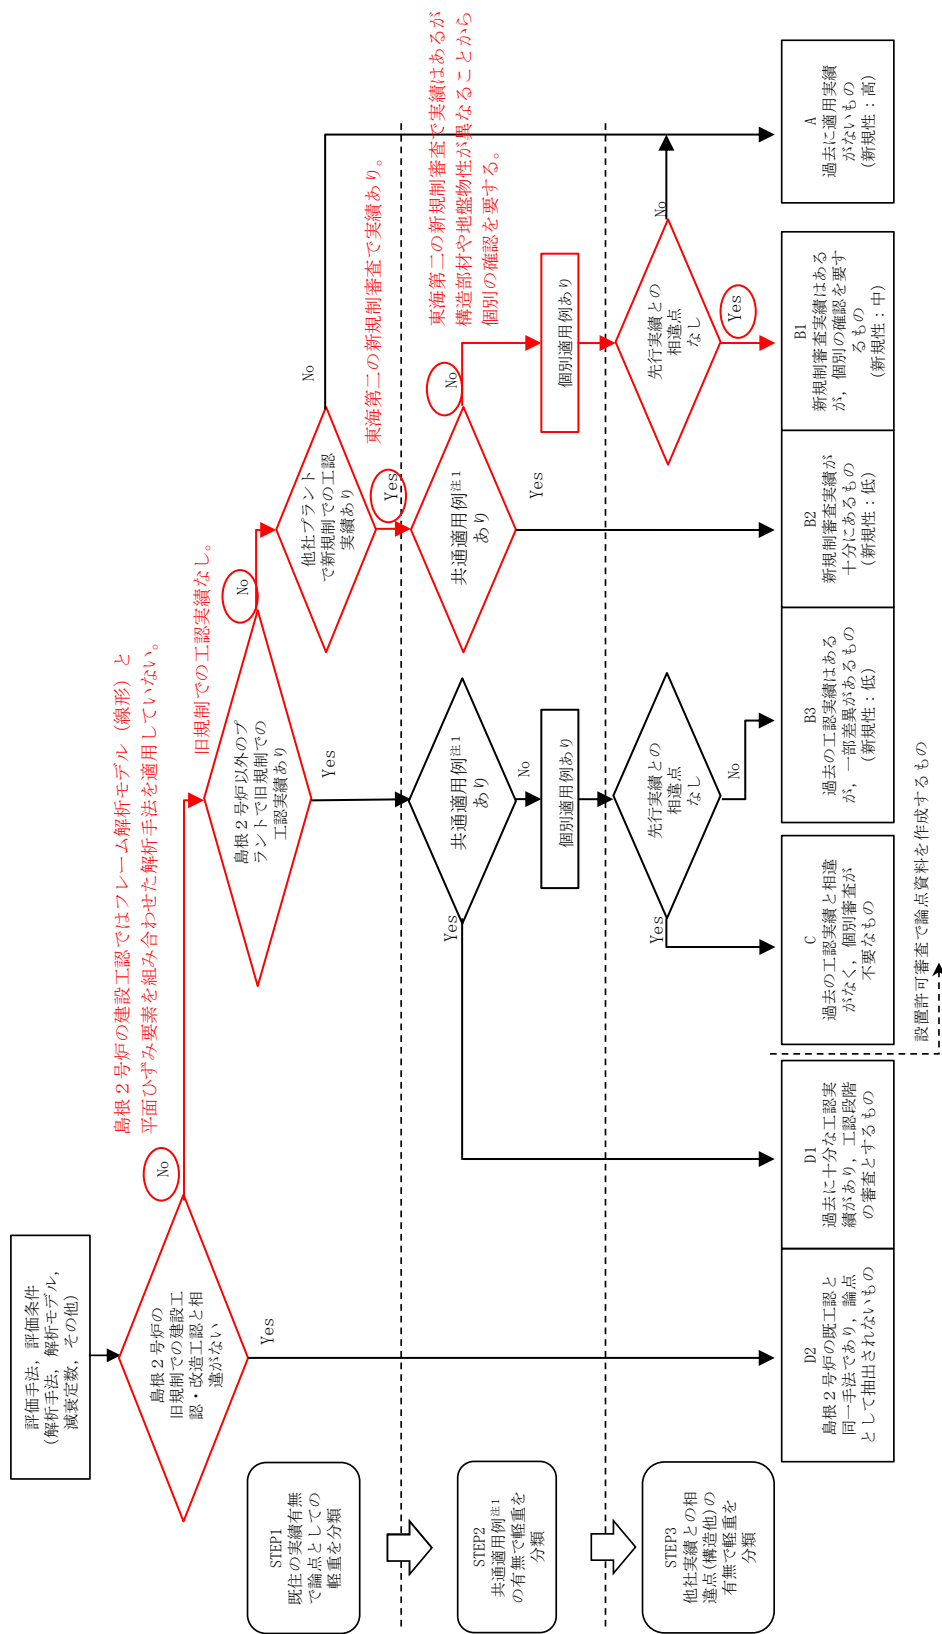 評価手法，評価条件
(解析手法，解析モデル，
減衰定数，その他)
島根２号炉の
旧規制での建設工
認・改造工認と相
違がない
No
Yes
島根２号炉の建設工認ではフレーム解析モデル（線形）と
平面ひずみ要素を組み合わせた解析手法を適用していない。
島根２号炉以外のプ
ラントで旧規制での
工認実績あり
No
Yes
旧規制での工認実績なし。
他社プラント
で新規制での工認
実績あり
No
Yes
東海第二の新規制審査で実績あり。
STEP1
既往の実績有無
で論点としての
軽重を分類
STEP2
共通適用例注1
の有無で軽重を
分類
STEP3
他社実績との相
違点(構造他)の
有無で軽重を
分類
共通適用例注1
あり
Yes
No
個別適用例あり
先行実績との
相違点
なし
Yes
No
共通適用例注1
あり
No
Yes
東海第二の新規制審査で実績はあるが
構造部材や地盤物性が異なることから
個別の確認を要する。
個別適用例あり
先行実績との
相違点
なし
No
Yes
D2
島根２号炉の既工認と
同一手法であり，論点
として抽出されないもの
D1
過去に十分な工認実
績があり，工認段階
の審査とするもの
C
過去の工認実績と相違
がなく，個別審査が
不要なもの
B3
過去の工認実績はある
が，一部差異があるもの
(新規性：低)
B2
新規制審査実績が
十分にあるもの
(新規性：低)
B1
新規制審査実績はある
が，個別の確認を要す
るもの
(新規性：中)
A
過去に適用実績
がないもの
(新規性：高)
設置許可審査で論点資料を作成するもの